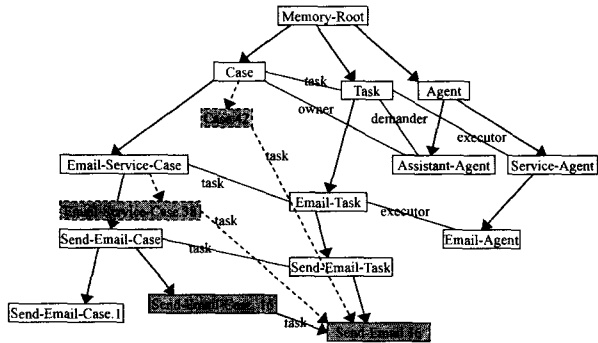 Memory-Root
Case
task
Task
Agent
owner
demander
executor
task
Email-Service-Case
Assistant-Agent
Service-Agent
task
Email-Task
executor
task
Send-Email-Case
task
Email-Agent
Send-Email-Task
Send-Email-Case.1
task